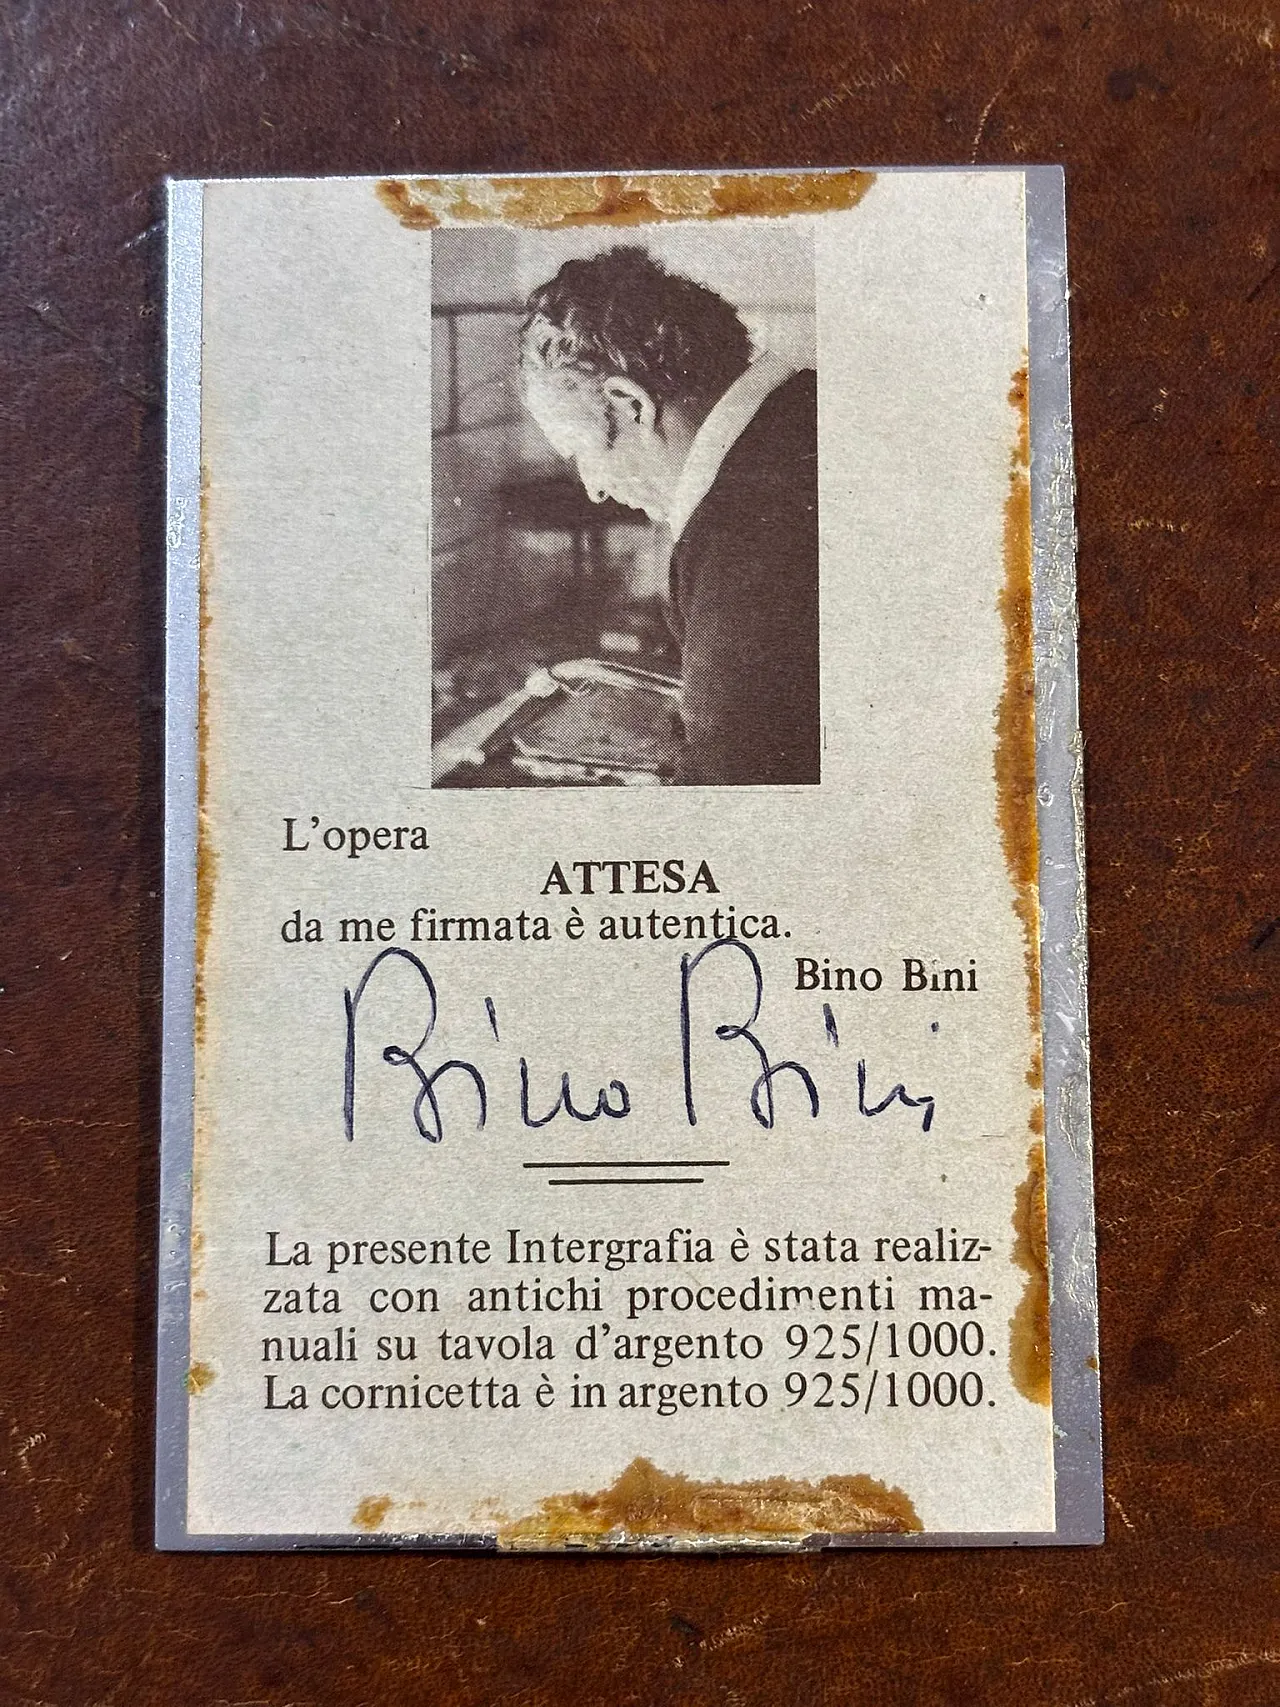 L'opera
ATTESA
da me firmata è autentica.
Bino Bini
Bino Bini
La presente Intergrafia è stata realiz-
zata con antichi procedimenti ma-
nuali su tavola d'argento 925/1000.
La cornicetta è in argento 925/1000.